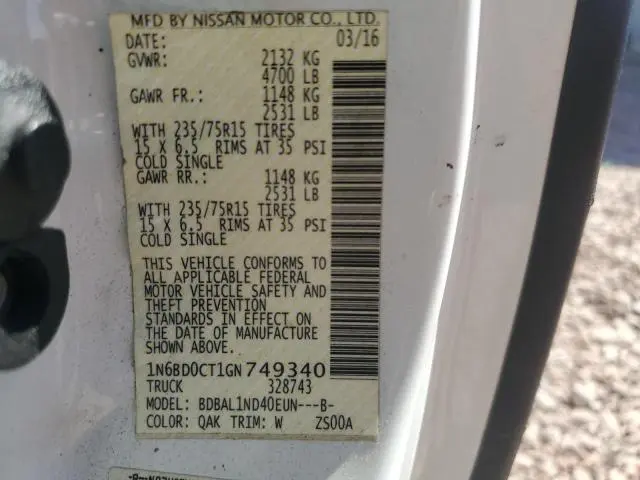 MFD BY NISSAN MOTOR CO., LTD.
DATE: 03/16
GVWR: 2132 KG
4700 LB
GAWR FR.: 1148 KG
2531 LB
WITH 235/75R15 TIRES
15 X 6.5 RIMS AT 35 PSI
COLD SINGLE
GAWR RR.: 1148 KG
2531 LB
WITH 235/75R15 TIRES
15 X 6.5 RIMS AT 35 PSI
COLD SINGLE
THIS VEHICLE CONFORMS TO
ALL APPLICABLE FEDERAL
MOTOR VEHICLE SAFETY AND
THEFT PREVENTION
STANDARDS IN EFFECT ON
THE DATE OF MANUFACTURE
SHOWN ABOVE.
1N6BD0CT1GN749340
TRUCK 328743
MODEL: BDBAL1ND40EUN---B-
COLOR: QAK TRIM: W ZS00A